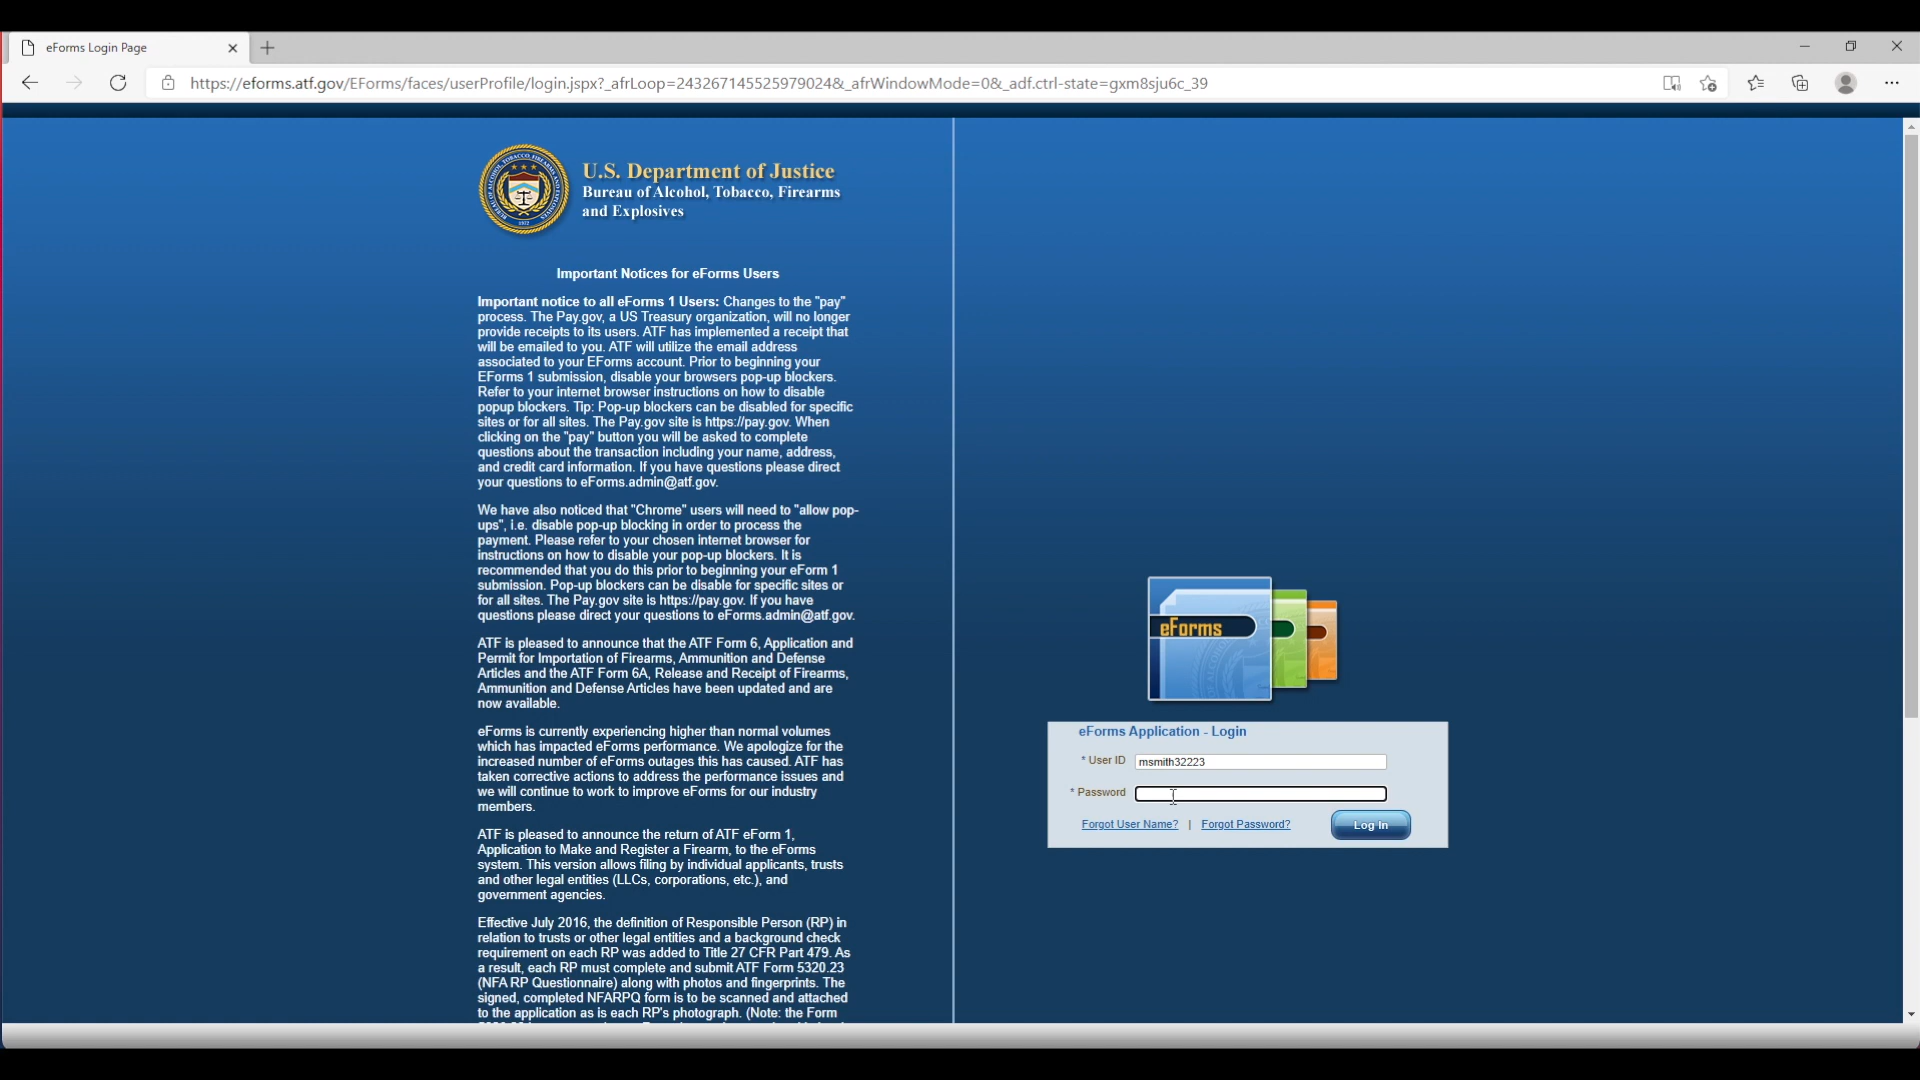 eForms Login Page
https://eforms.atf.gov/EForms/faces/userProfile/login.jspx?_afrLoop=243267145525979024&_afrWindowMode=0&_adf.ctrl-state=gxm8sju6c_39
U.S. Department of Justice
Bureau of Alcohol, Tobacco, Firearms
and Explosives
Important Notices for eForms Users
Important notice to all eForms 1 Users: Changes to the "pay"
process. The Pay.gov, a US Treasury organization, will no longer
provide receipts to its users. ATF has implemented a receipt that
will be emailed to you. ATF will utilize the email address
associated to your EForms account. Prior to beginning your
EForms 1 submission, disable your browsers pop-up blockers.
Refer to your internet browser instructions on how to disable
popup blockers. Tip: Pop-up blockers can be disabled for specific
sites or for all sites. The Pay.gov site is https://pay.gov. When
clicking on the "pay" button you will be asked to complete
questions about the transaction including your name, address,
and credit card information. If you have questions please direct
your questions to eForms.admin@atf.gov.
We have also noticed that "Chrome" users will need to "allow pop-
ups", i.e. disable pop-up blocking in order to process the
payment. Please refer to your chosen internet browser for
instructions on how to disable your pop-up blockers. It is
recommended that you do this prior to beginning your eForm 1
submission. Pop-up blockers can be disable for specific sites or
for all sites. The Pay.gov site is https://pay.gov. If you have
questions please direct your questions to eForms.admin@atf.gov.
ATF is pleased to announce that the ATF Form 6, Application and
Permit for Importation of Firearms, Ammunition and Defense
Articles and the ATF Form 6A, Release and Receipt of Firearms,
Ammunition and Defense Articles have been updated and are
now available.
eForms is currently experiencing higher than normal volumes
which has impacted eForms performance. We apologize for the
increased number of eForms outages this has caused. ATF has
taken corrective actions to address the performance issues and
we will continue to work to improve eForms for our industry
members.
ATF is pleased to announce the return of ATF eForm 1,
Application to Make and Register a Firearm, to the eForms
system. This version allows filing by individual applicants, trusts
and other legal entities (LLCs, corporations, etc.), and
government agencies.
Effective July 2016, the definition of Responsible Person (RP) in
relation to trusts or other legal entities and a background check
requirement on each RP was added to Title 27 CFR Part 479. As
a result, each RP must complete and submit ATF Form 5320.23
(NFA RP Questionnaire) along with photos and fingerprints. The
signed, completed NFARPQ form is to be scanned and attached
to the application as is each RP's photograph. (Note: the Form
eForms
eForms Application - Login
* User ID msmith32223
* Password
Forgot User Name? | Forgot Password? Log In